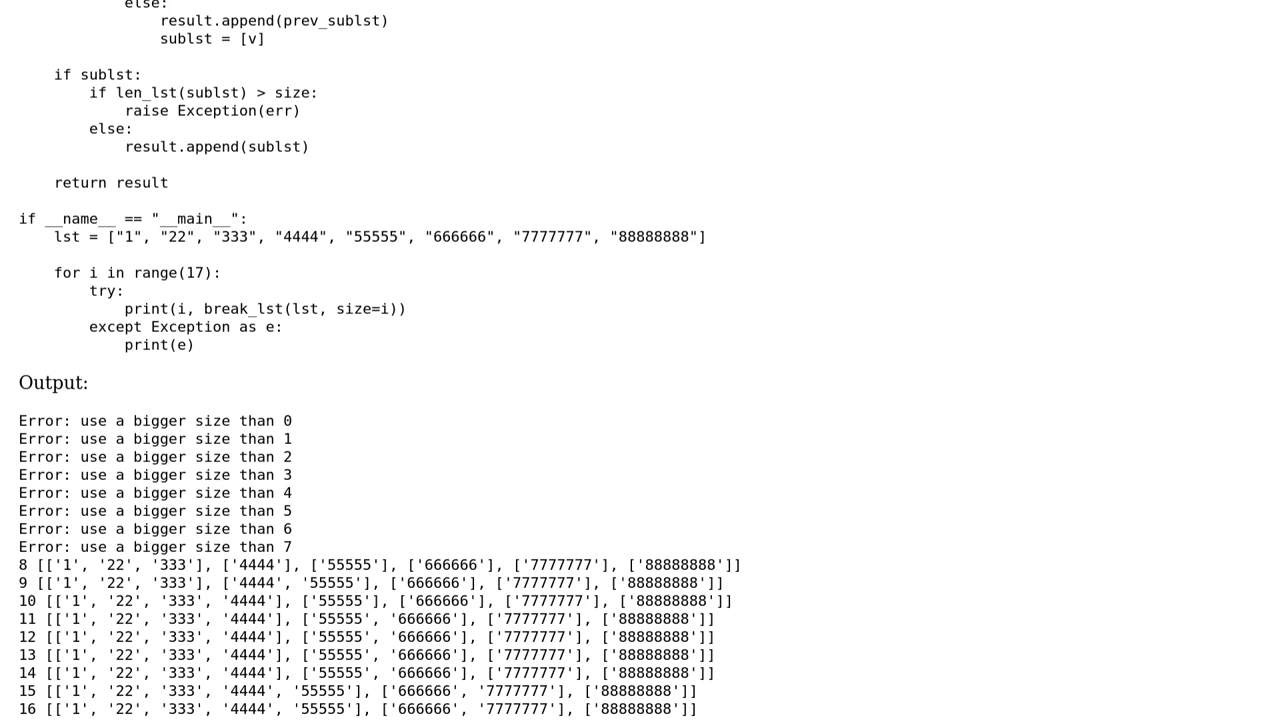 else:
                result.append(prev_sublst)
                sublst = [v]

    if sublst:
        if len_lst(sublst) > size:
            raise Exception(err)
        else:
            result.append(sublst)

    return result

if __name__ == "__main__":
    lst = ["1", "22", "333", "4444", "55555", "666666", "7777777", "88888888"]

    for i in range(17):
        try:
            print(i, break_lst(lst, size=i))
        except Exception as e:
            print(e)

Output:

Error: use a bigger size than 0
Error: use a bigger size than 1
Error: use a bigger size than 2
Error: use a bigger size than 3
Error: use a bigger size than 4
Error: use a bigger size than 5
Error: use a bigger size than 6
Error: use a bigger size than 7
8 [['1', '22', '333'], ['4444'], ['55555'], ['666666'], ['7777777'], ['88888888']]
9 [['1', '22', '333'], ['4444', '55555'], ['666666'], ['7777777'], ['88888888']]
10 [['1', '22', '333', '4444'], ['55555'], ['666666'], ['7777777'], ['88888888']]
11 [['1', '22', '333', '4444'], ['55555', '666666'], ['7777777'], ['88888888']]
12 [['1', '22', '333', '4444'], ['55555', '666666'], ['7777777'], ['88888888']]
13 [['1', '22', '333', '4444'], ['55555', '666666'], ['7777777'], ['88888888']]
14 [['1', '22', '333', '4444'], ['55555', '666666'], ['7777777'], ['88888888']]
15 [['1', '22', '333', '4444', '55555'], ['666666', '7777777'], ['88888888']]
16 [['1', '22', '333', '4444', '55555'], ['666666', '7777777'], ['88888888']]